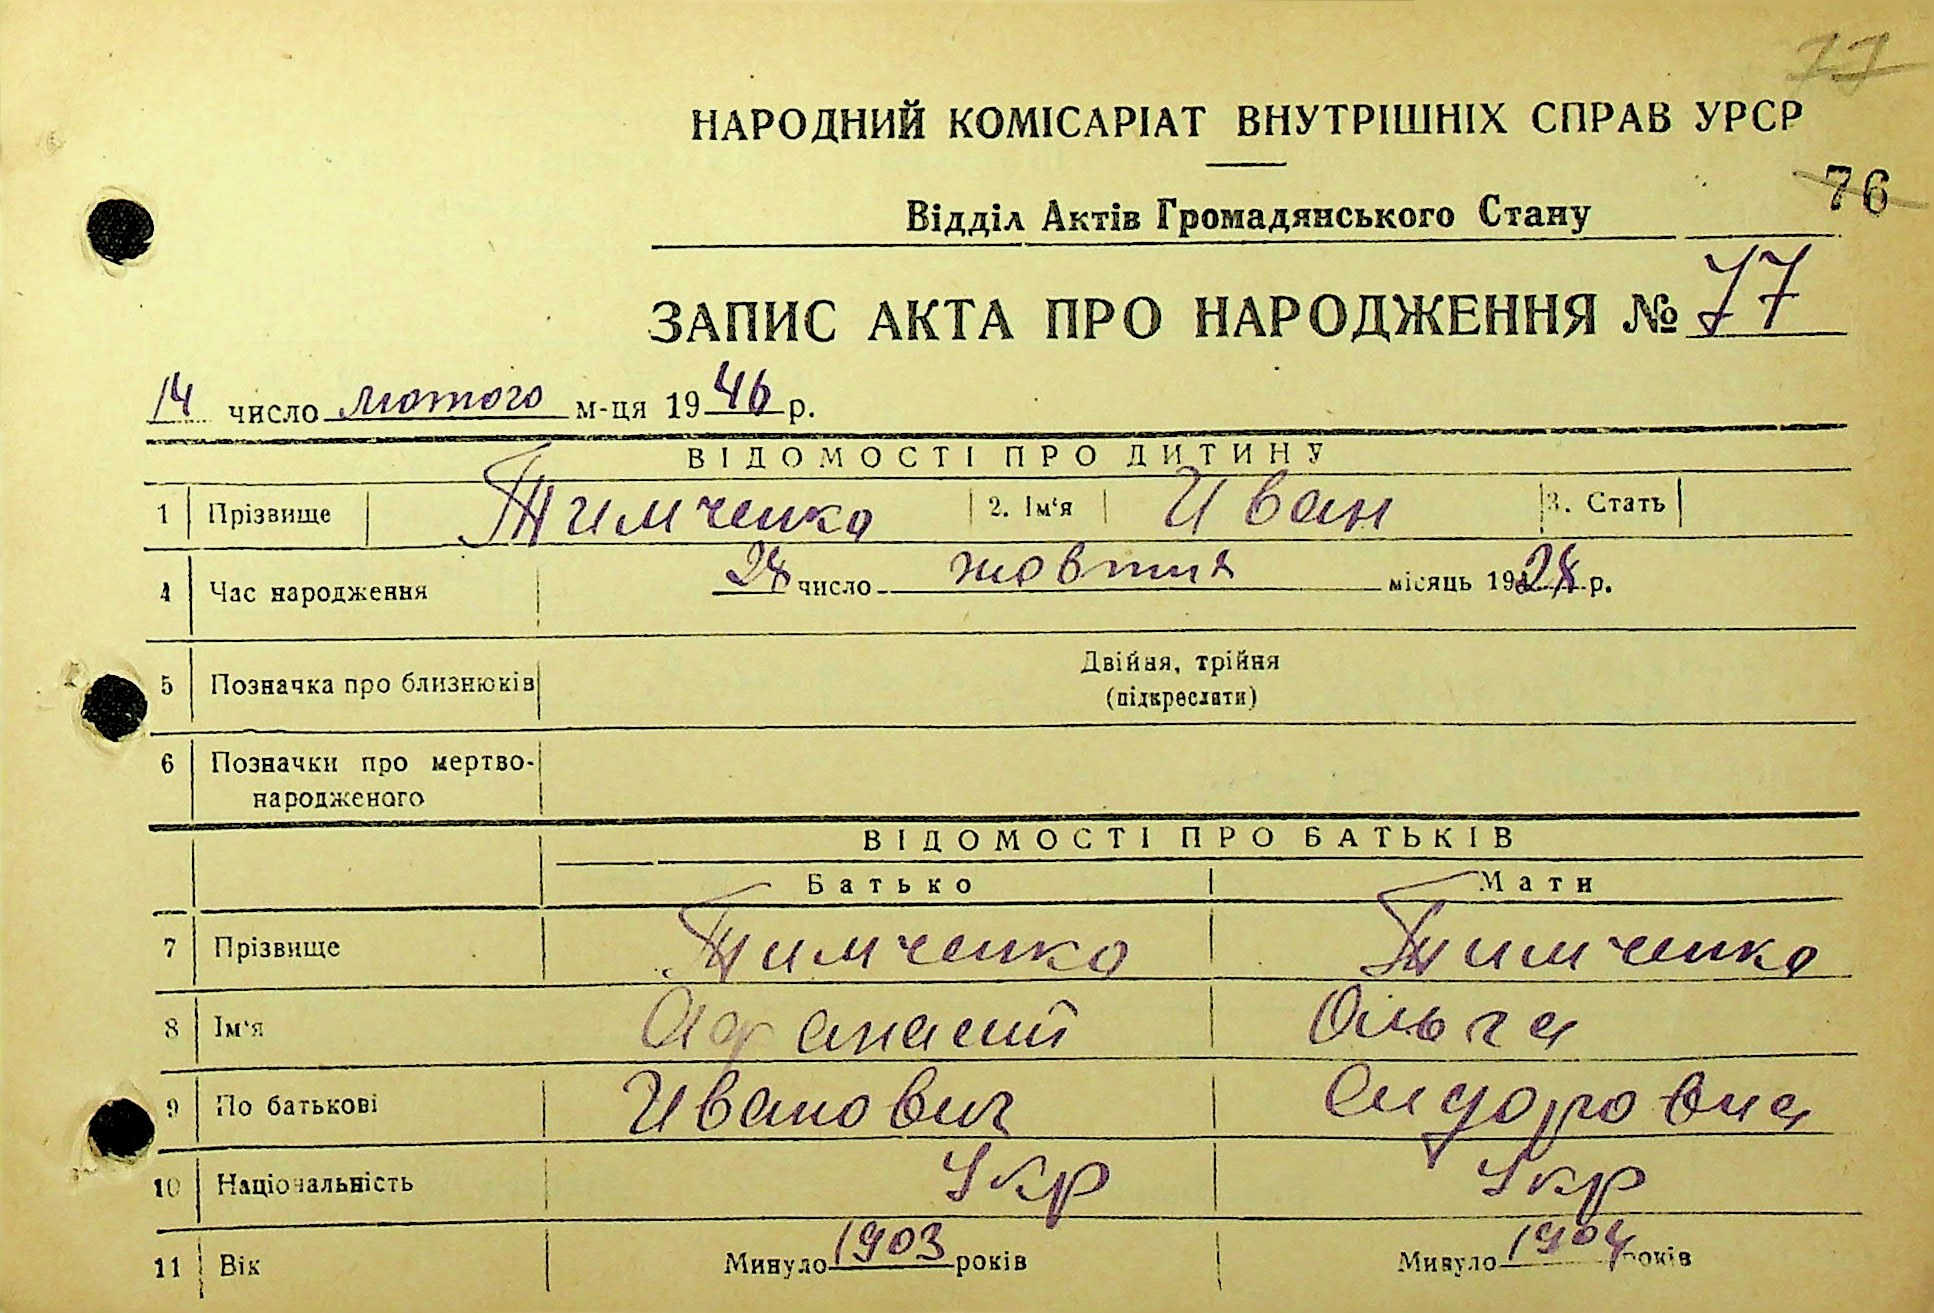 77
НАРОДНИЙ КОМІСАРІАТ ВНУТРІШНІХ СПРАВ УРСР
76
Відділ Актів Громадянського Стану
ЗАПИС АКТА ПРО НАРОДЖЕННЯ № 77
14 число лютого м-ця 1946 р.
ВІДОМОСТІ ПРО ДИТИНУ
1 Прізвище Тимченко 2. Ім'я Иван 3. Стать
4 Час народження 28 число жовтня місяць 1928 р.
5 Позначка про близнюків Двійня, трійня
(підкреслити)
6 Позначки про мертво-
народженого
ВІДОМОСТІ ПРО БАТЬКІВ
Батько Мати
7 Прізвище Тимченко Тимченко
8 Ім'я Афанасий Ольга
9 По батькові Иванович Сидоровна
10 Національність Укр Укр
11 Вік Минуло 1903 років Минуло 1904 років